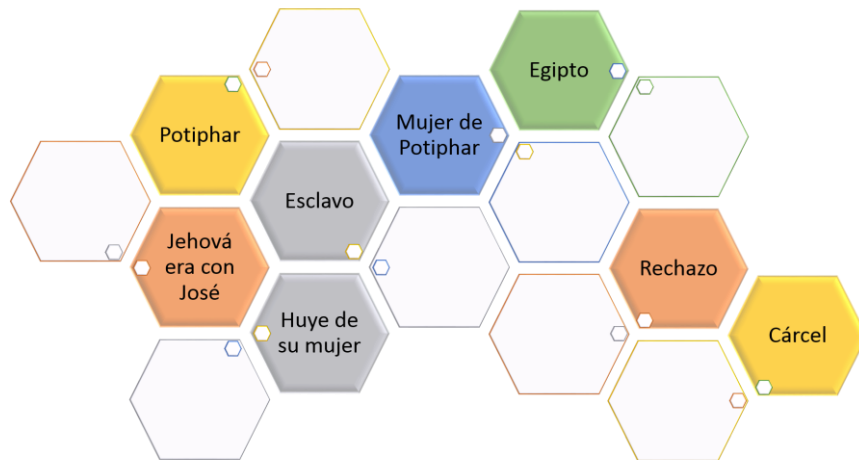 Egipto
Potiphar
Mujer de
Potiphar
Esclavo
Jehová
era con
José
Rechazo
Huye de
su mujer
Cárcel